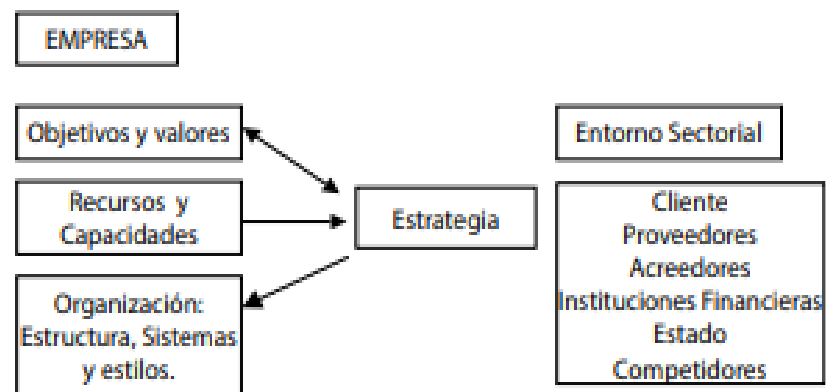 EMPRESA
Objetivos y valores
Recursos y
Capacidades
Organización:
Estructura, Sistemas
y estilos.
Estrategia
Entorno Sectorial
Cliente
Proveedores
Acreedores
Instituciones Financieras
Estado
Competidores